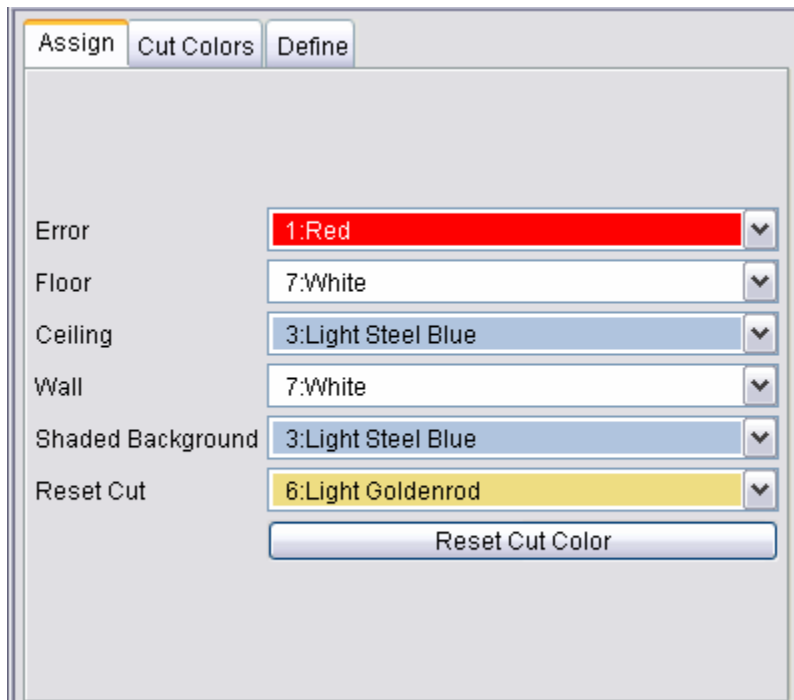 Assign Cut Colors Define
Error 1:Red
Floor 7:White
Ceiling 3:Light Steel Blue
Wall 7:White
Shaded Background 3:Light Steel Blue
Reset Cut 6:Light Goldenrod
Reset Cut Color